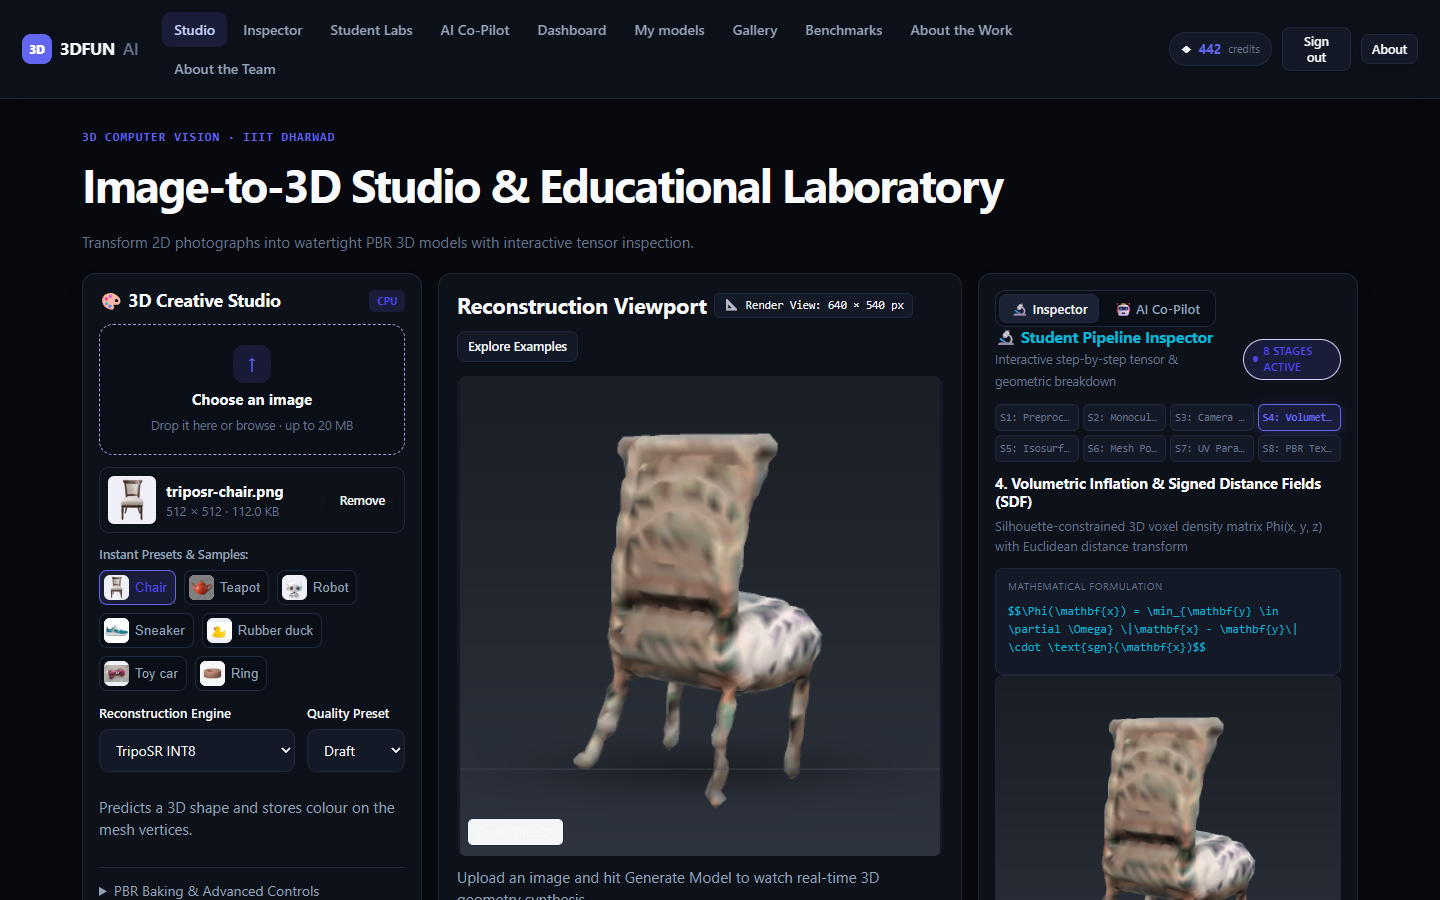 3D 3DFUN AI
Studio
Inspector
Student Labs
AI Co-Pilot
Dashboard
My models
Gallery
Benchmarks
About the Work
About the Team
442 credits
Sign out
About
3D COMPUTER VISION · IIIT DHARWAD
Image-to-3D Studio & Educational Laboratory
Transform 2D photographs into watertight PBR 3D models with interactive tensor inspection.
3D Creative Studio
CPU
Choose an image
Drop it here or browse · up to 20 MB
triposr-chair.png
512 × 512 · 112.0 KB
Remove
Instant Presets & Samples:
Chair
Teapot
Robot
Sneaker
Rubber duck
Toy car
Ring
Reconstruction Engine
Quality Preset
TripoSR INT8
Draft
Predicts a 3D shape and stores colour on the
mesh vertices.
PBR Baking & Advanced Controls
Reconstruction Viewport
Render View: 640 × 540 px
Explore Examples
Upload an image and hit Generate Model to watch real-time 3D
geometry synthesis
Inspector
AI Co-Pilot
Student Pipeline Inspector
Interactive step-by-step tensor &
geometric breakdown
8 STAGES
ACTIVE
S1: Preproc…
S2: Monocul…
S3: Camera …
S4: Volumet…
S5: Isosurf…
S6: Mesh Po…
S7: UV Para…
S8: PBR Tex…
4. Volumetric Inflation & Signed Distance Fields
(SDF)
Silhouette-constrained 3D voxel density matrix Phi(x, y, z)
with Euclidean distance transform
MATHEMATICAL FORMULATION
$$\Phi(\mathbf{x}) = \min_{\mathbf{y} \in
\partial \Omega} \|\mathbf{x} - \mathbf{y}\|
\cdot \text{sgn}(\mathbf{x})$$